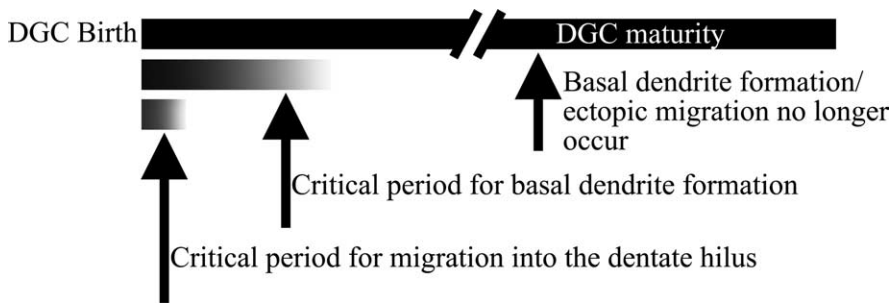 DGC Birth
DGC maturity
Basal dendrite formation/
ectopic migration no longer
occur
Critical period for basal dendrite formation
Critical period for migration into the dentate hilus